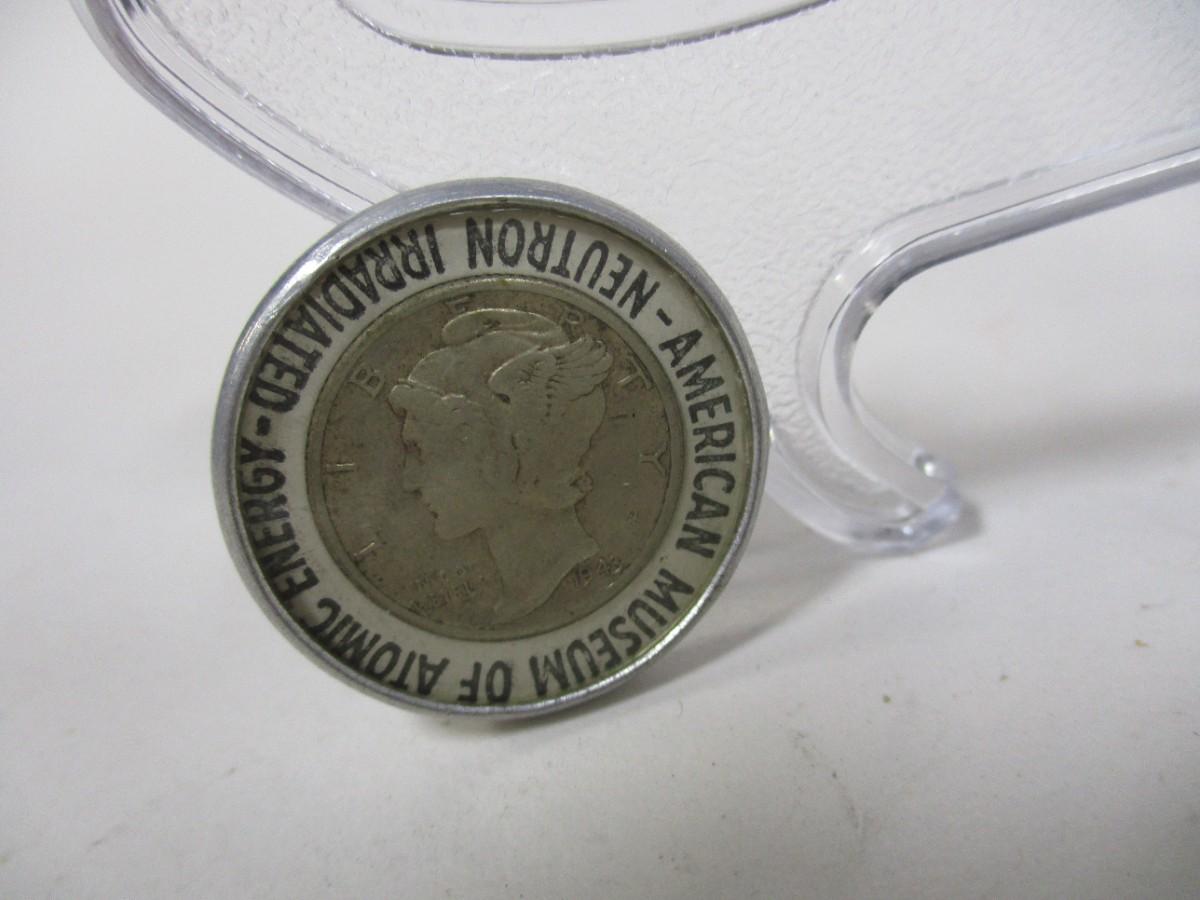 NEUTRON IRRADIATED - AMERICAN MUSEUM OF ATOMIC ENERGY -
LIBERTY